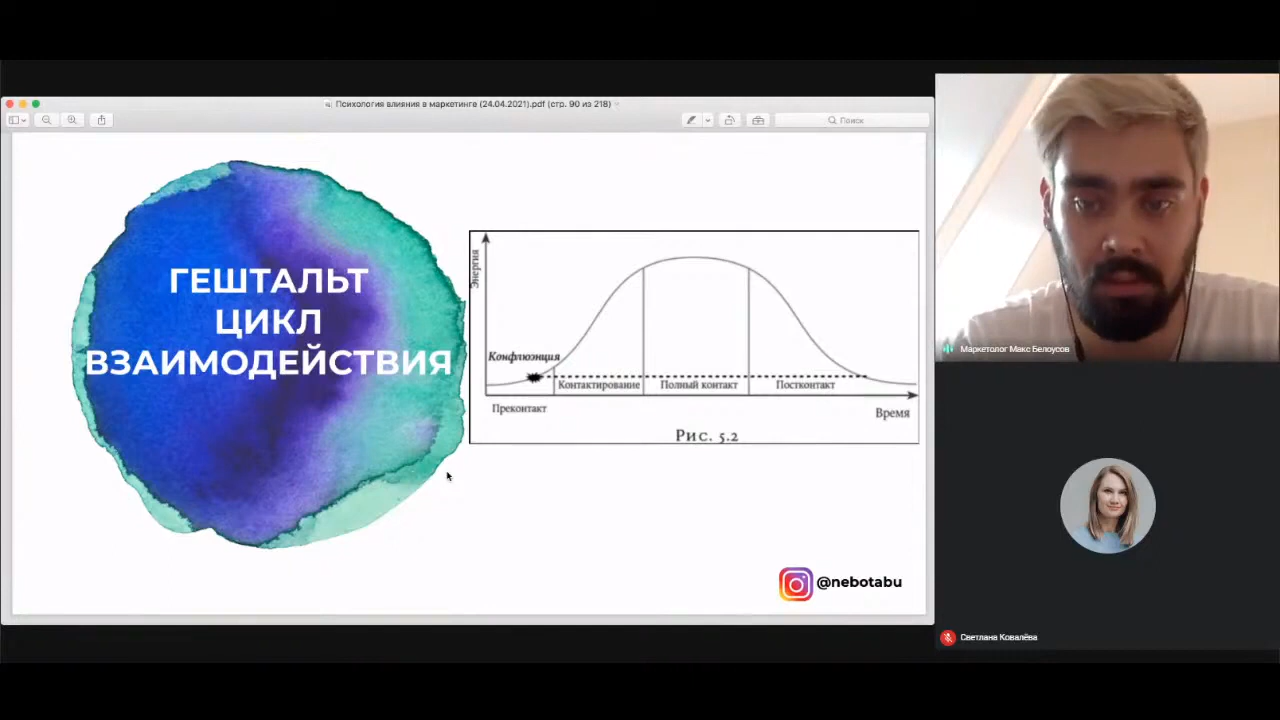 Психология влияния в маркетинге (24.04.2021).pdf (стр. 90 из 218)
Поиск
ГЕШТАЛЬТ
ЦИКЛ
ВЗАИМОДЕЙСТВИЯ
Энергия
Конфлюэнция
Контактирование
Полный контакт
Постконтакт
Преконтакт
Время
Рис. 5.2
@nebotabu
Маркетолог Макс Белоусов
Светлана Ковалёва